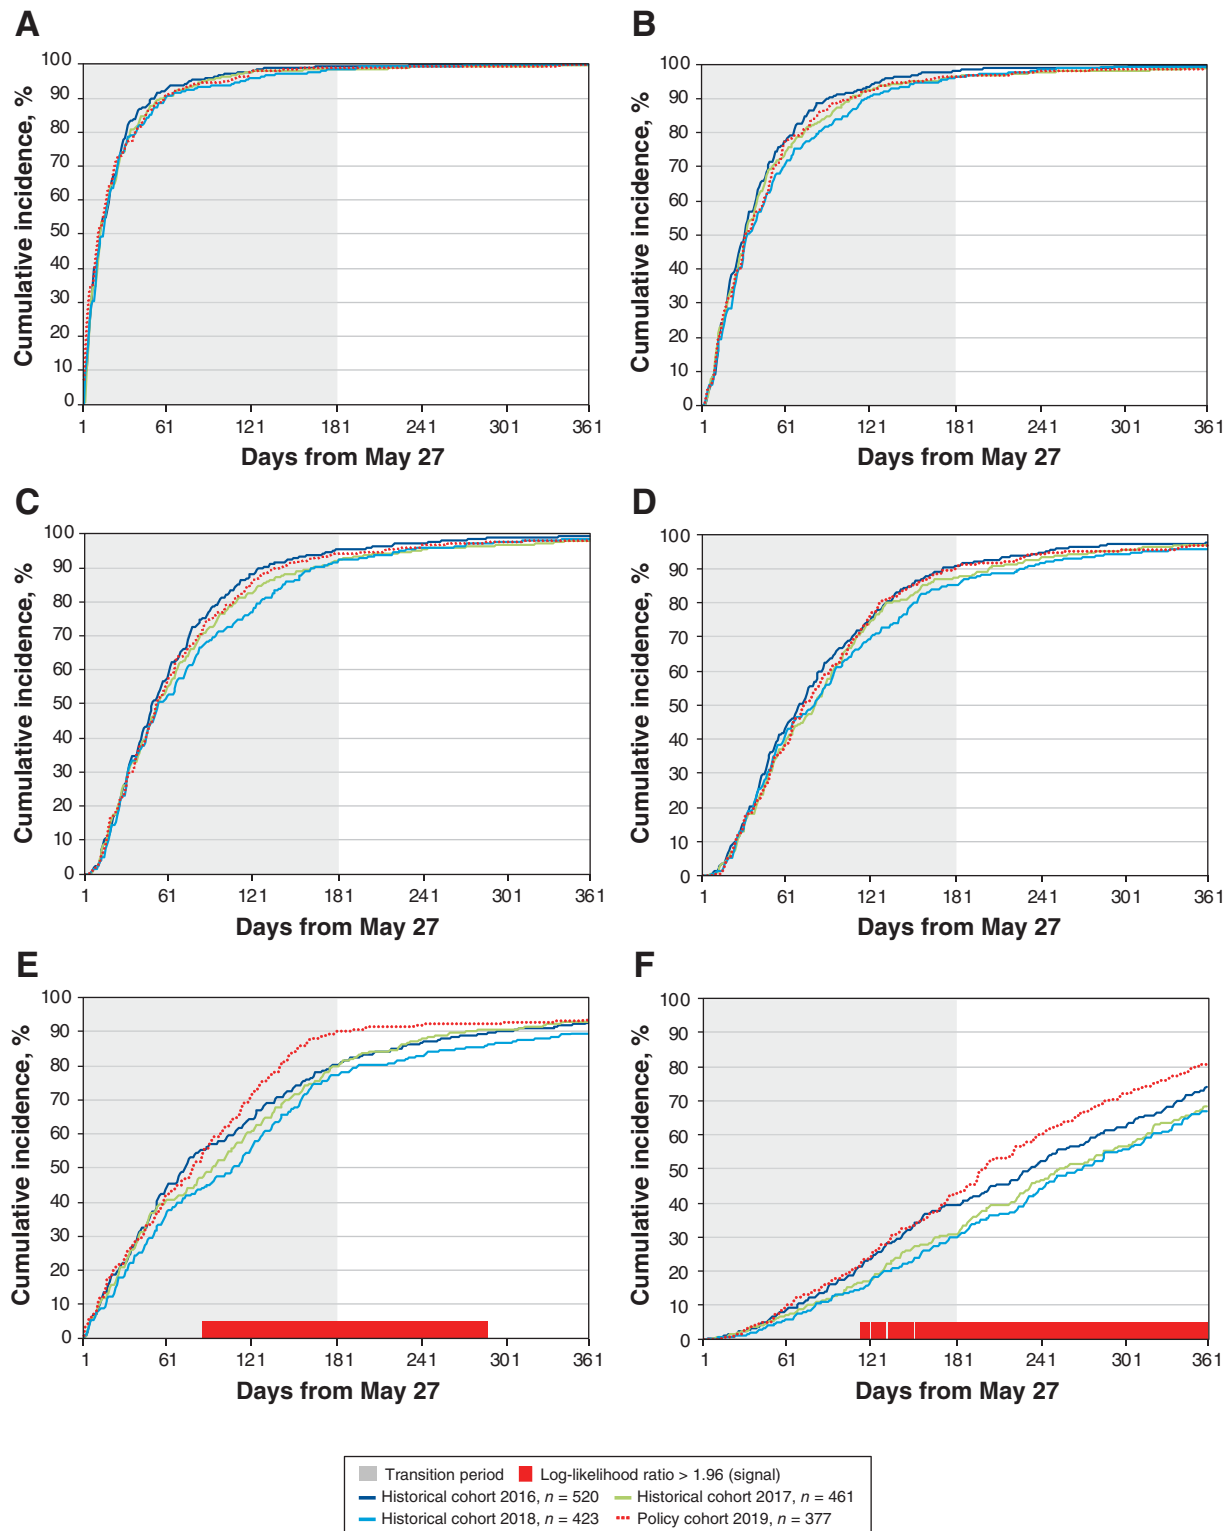 A
Cumulative incidence, %
100
90
80
70
60
50
40
30
20
10
0
1 61 121 181 241 301 361
Days from May 27
B
Cumulative incidence, %
100
90
80
70
60
50
40
30
20
10
0
1 61 121 181 241 301 361
Days from May 27
C
Cumulative incidence, %
100
90
80
70
60
50
40
30
20
10
0
1 61 121 181 241 301 361
Days from May 27
D
Cumulative incidence, %
100
90
80
70
60
50
40
30
20
10
0
1 61 121 181 241 301 361
Days from May 27
E
Cumulative incidence, %
100
90
80
70
60
50
40
30
20
10
0
1 61 121 181 241 301 361
Days from May 27
F
Cumulative incidence, %
100
90
80
70
60
50
40
30
20
10
0
1 61 121 181 241 301 361
Days from May 27
Transition period Log-likelihood ratio > 1.96 (signal)
Historical cohort 2016, n = 520 Historical cohort 2017, n = 461
Historical cohort 2018, n = 423 Policy cohort 2019, n = 377